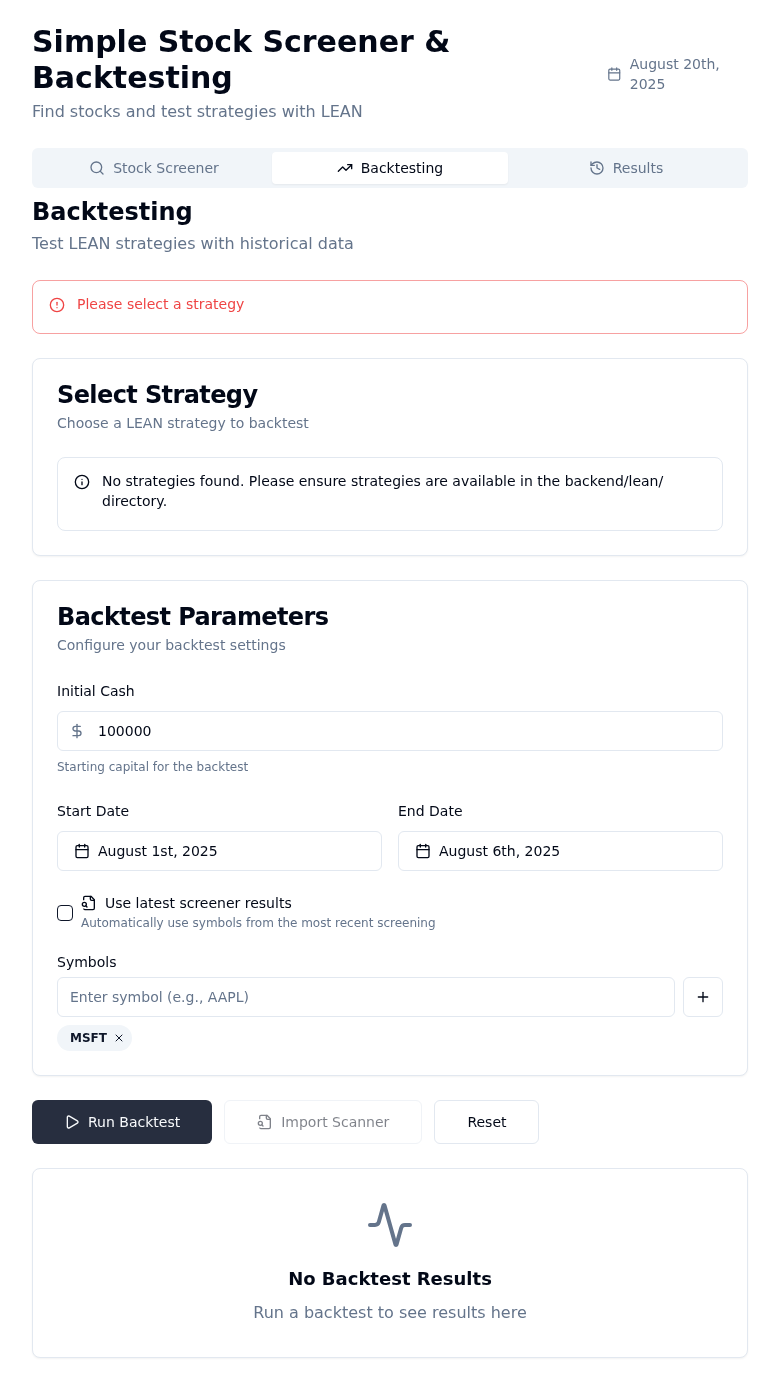 Simple Stock Screener &
Backtesting
Find stocks and test strategies with LEAN
August 20th,
2025
Stock Screener
Backtesting
Results
Backtesting
Test LEAN strategies with historical data
Please select a strategy
Select Strategy
Choose a LEAN strategy to backtest
No strategies found. Please ensure strategies are available in the backend/lean/
directory.
Backtest Parameters
Configure your backtest settings
Initial Cash
$ 100000
Starting capital for the backtest
Start Date
End Date
August 1st, 2025
August 6th, 2025
Use latest screener results
Automatically use symbols from the most recent screening
Symbols
Enter symbol (e.g., AAPL)
MSFT
Run Backtest
Import Scanner
Reset
No Backtest Results
Run a backtest to see results here